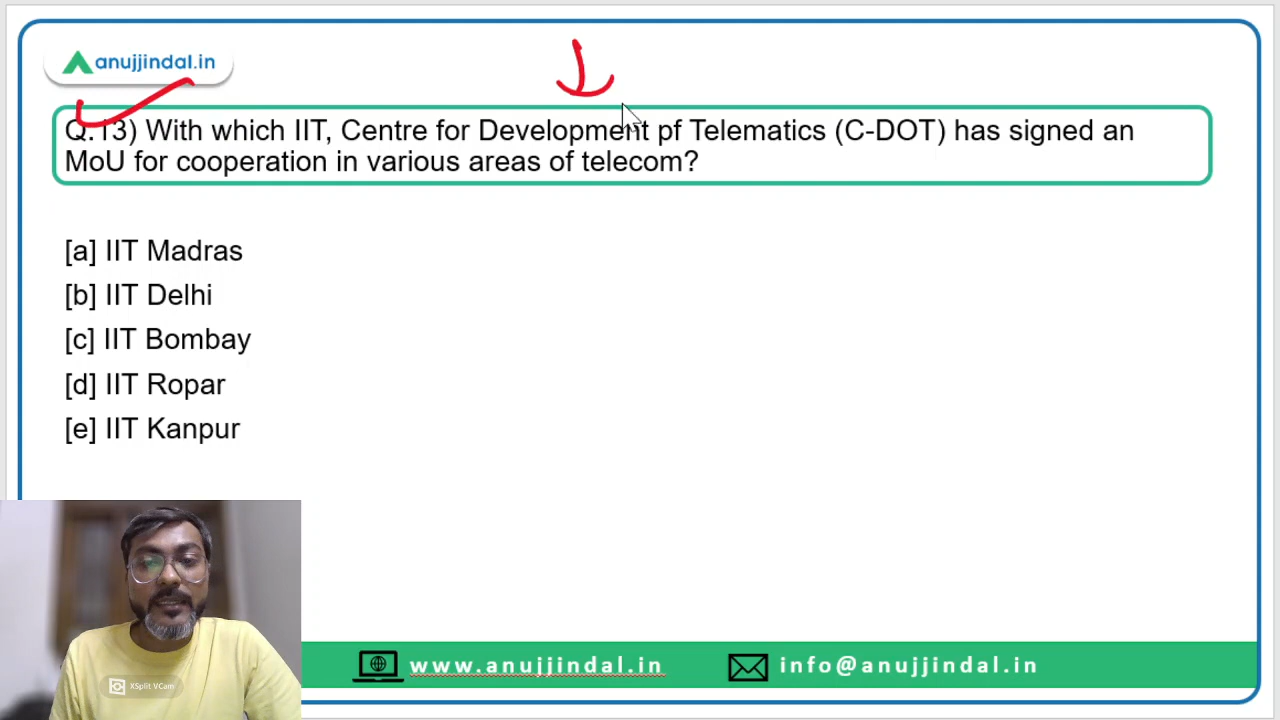 anujjindal.in
Q.13) With which IIT, Centre for Development pf Telematics (C-DOT) has signed an
MoU for cooperation in various areas of telecom?
[a] IIT Madras
[b] IIT Delhi
[c] IIT Bombay
[d] IIT Ropar
[e] IIT Kanpur
XSplit VCam
www.anujjindal.in
info@anujjindal.in